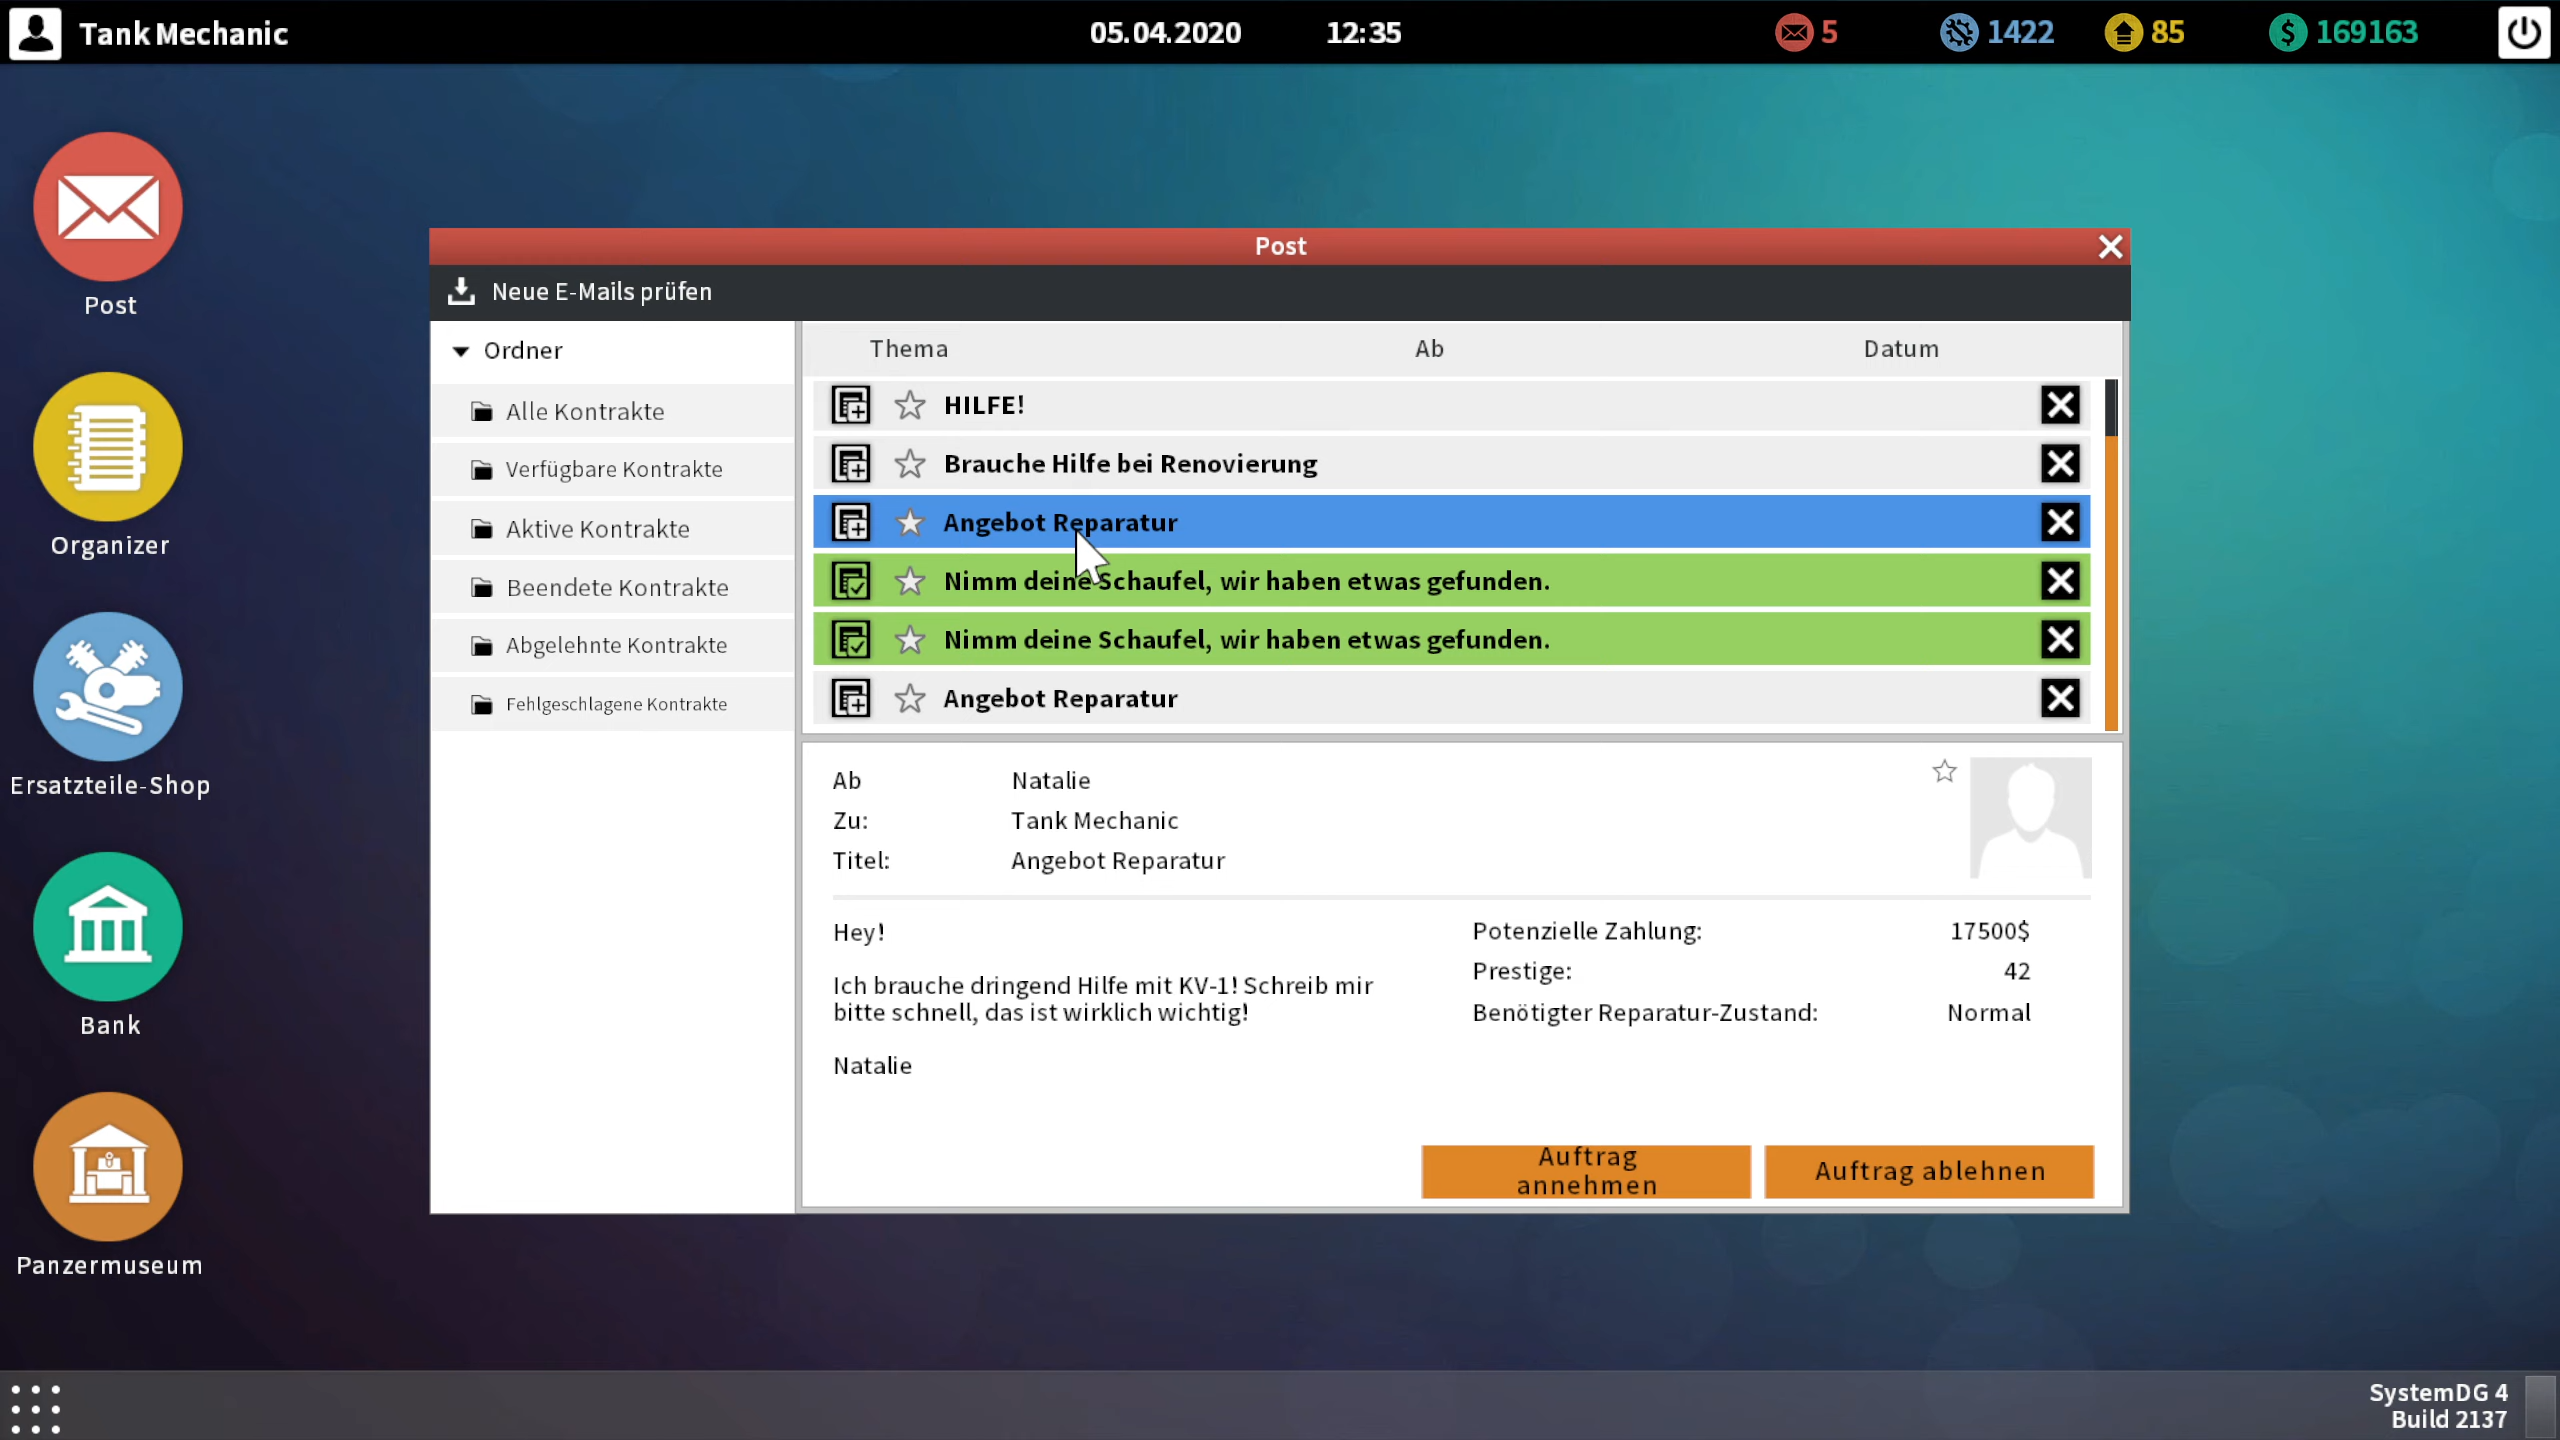 Tank Mechanic
05.04.2020
12:35
5
1422
85
169163
Post
Organizer
Ersatzteile-Shop
Bank
Panzermuseum
Post
Neue E-Mails prüfen
Ordner
Alle Kontrakte
Verfügbare Kontrakte
Aktive Kontrakte
Beendete Kontrakte
Abgelehnte Kontrakte
Fehlgeschlagene Kontrakte
Thema Ab Datum
HILFE!
Brauche Hilfe bei Renovierung
Angebot Reparatur
Nimm deine Schaufel, wir haben etwas gefunden.
Nimm deine Schaufel, wir haben etwas gefunden.
Angebot Reparatur
Ab Natalie
Zu: Tank Mechanic
Titel: Angebot Reparatur
Hey!
Ich brauche dringend Hilfe mit KV-1! Schreib mir
bitte schnell, das ist wirklich wichtig!
Natalie
Potenzielle Zahlung: 17500$
Prestige: 42
Benötigter Reparatur-Zustand: Normal
Auftrag
annehmen
Auftrag ablehnen
SystemDG 4
Build 2137